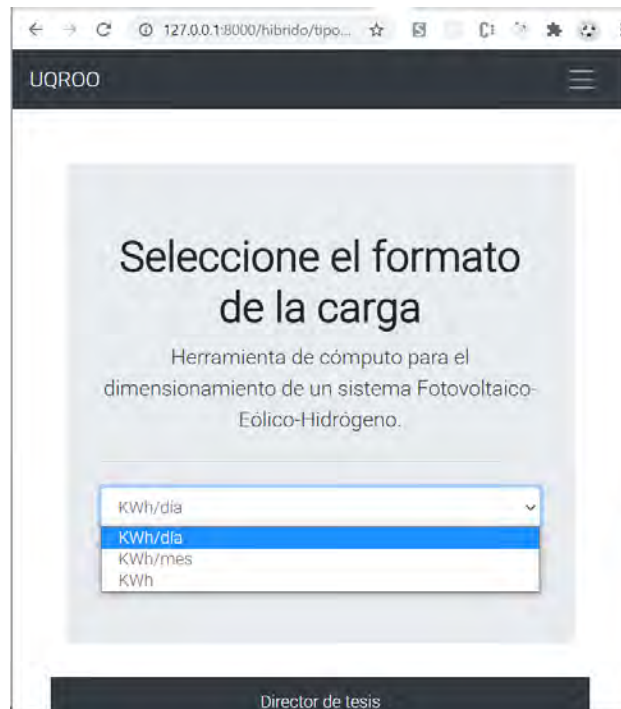 127.0.0.1:8000/hibrido/tipo...
UQROO
Seleccione el formato
de la carga
Herramienta de cómputo para el
dimensionamiento de un sistema Fotovoltaico-
Eólico-Hidrógeno.
KWh/día
KWh/día
KWh/mes
KWh
Director de tesis